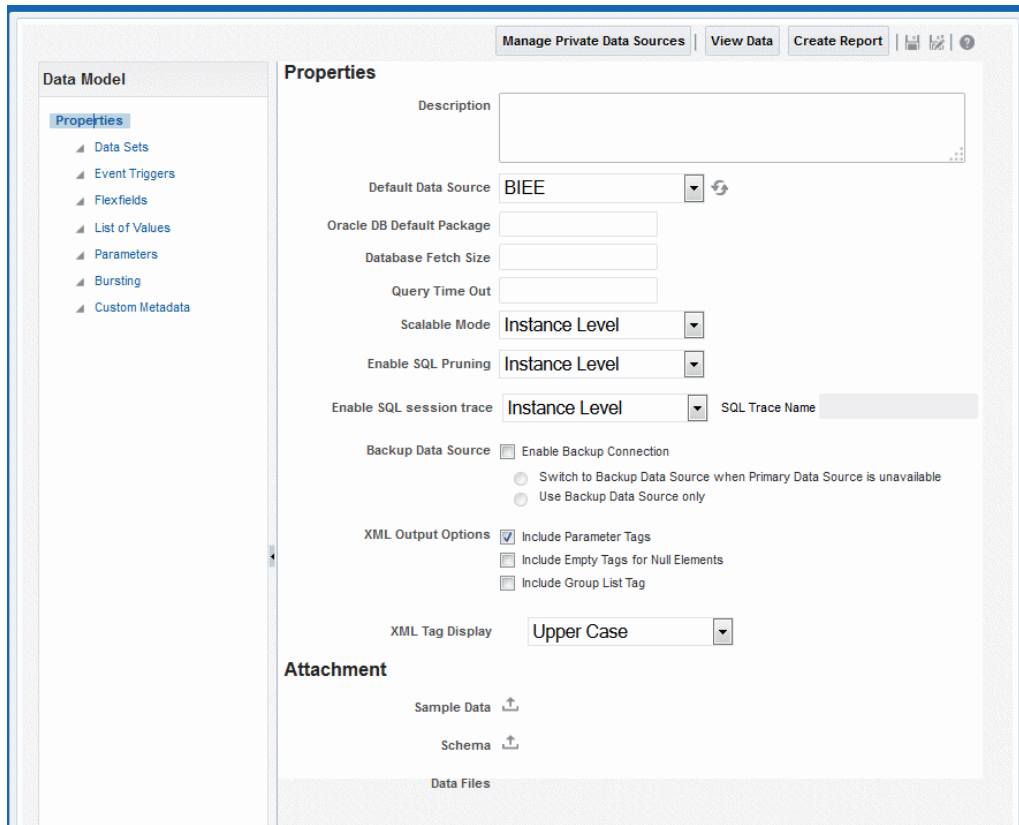 Manage Private Data Sources View Data Create Report
Data Model
Properties
Data Sets
Event Triggers
Flexfields
List of Values
Parameters
Bursting
Custom Metadata
Properties
Description
Default Data Source BIEE
Oracle DB Default Package
Database Fetch Size
Query Time Out
Scalable Mode Instance Level
Enable SQL Pruning Instance Level
Enable SQL session trace Instance Level SQL Trace Name
Backup Data Source Enable Backup Connection
Switch to Backup Data Source when Primary Data Source is unavailable
Use Backup Data Source only
XML Output Options Include Parameter Tags
Include Empty Tags for Null Elements
Include Group List Tag
XML Tag Display Upper Case
Attachment
Sample Data
Schema
Data Files